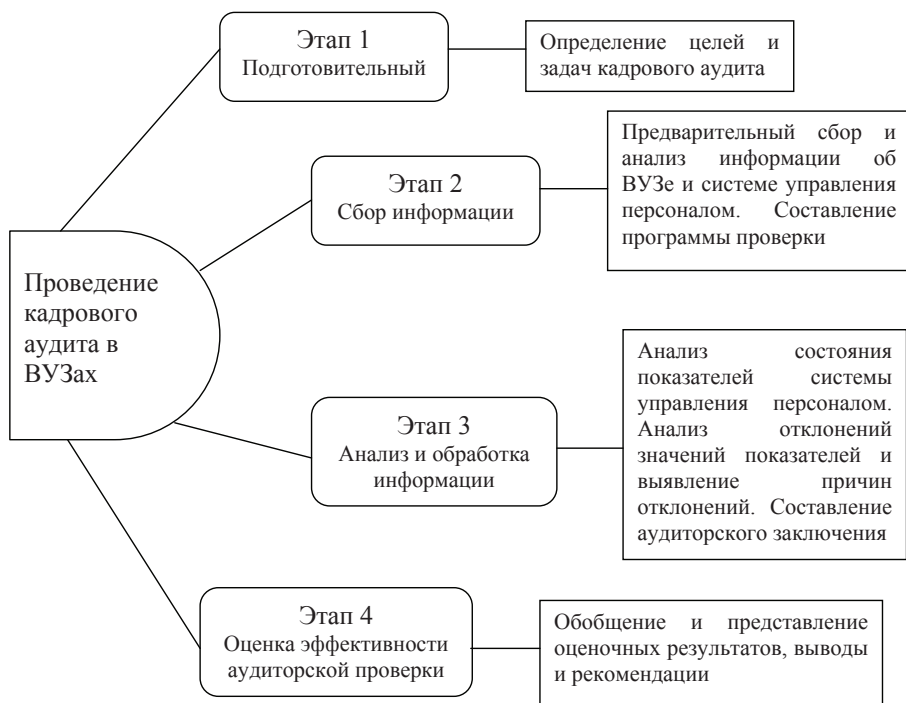 Этап 1
Подготовительный
Определение целей и
задач кадрового аудита
Этап 2
Сбор информации
Предварительный сбор и
анализ информации об
ВУЗе и системе управления
персоналом. Составление
программы проверки
Проведение
кадрового
аудита в
ВУЗах
Этап 3
Анализ и обработка
информации
Анализ состояния
показателей системы
управления персоналом.
Анализ отклонений
значений показателей и
выявление причин
отклонений. Составление
аудиторского заключения
Этап 4
Оценка эффективности
аудиторской проверки
Обобщение и представление
оценочных результатов, выводы
и рекомендации